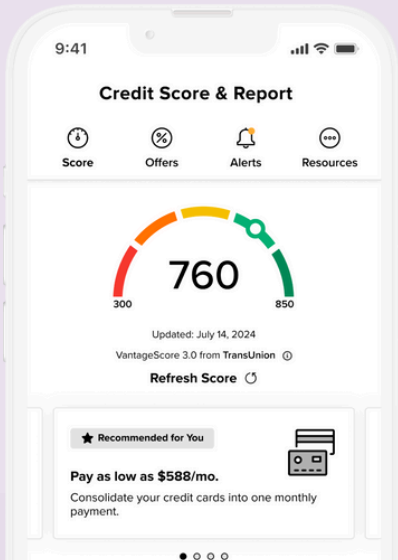 9:41
Credit Score & Report
Score Offers Alerts Resources
760
300 850
Updated: July 14, 2024
VantageScore 3.0 from TransUnion
Refresh Score
Recommended for You
Pay as low as $588/mo.
Consolidate your credit cards into one monthly
payment.